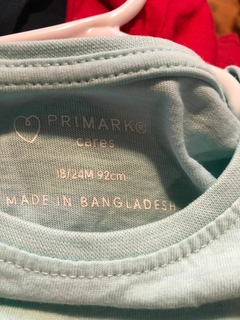 PRIMARK®
cares
18/24M 92cm
MADE IN BANGLADESH